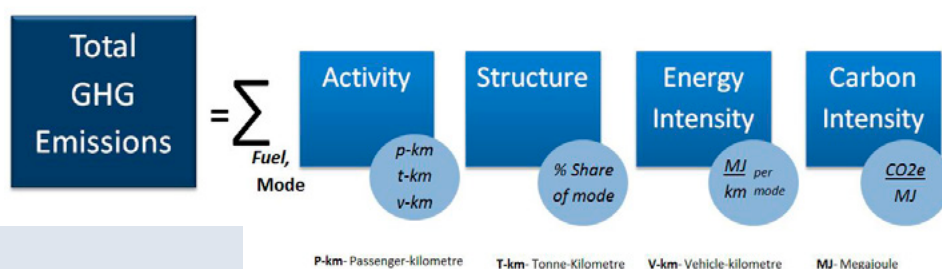 Total
GHG
Emissions
= ∑
Fuel,
Mode
Activity
p-km
t-km
v-km
Structure
% Share
of mode
Energy
Intensity
MJ per
km mode
Carbon
Intensity
CO2e
MJ
P-km- Passenger-kilometre T-km- Tonne-Kilometre V-km- Vehicle-kilometre MJ- Megajoule